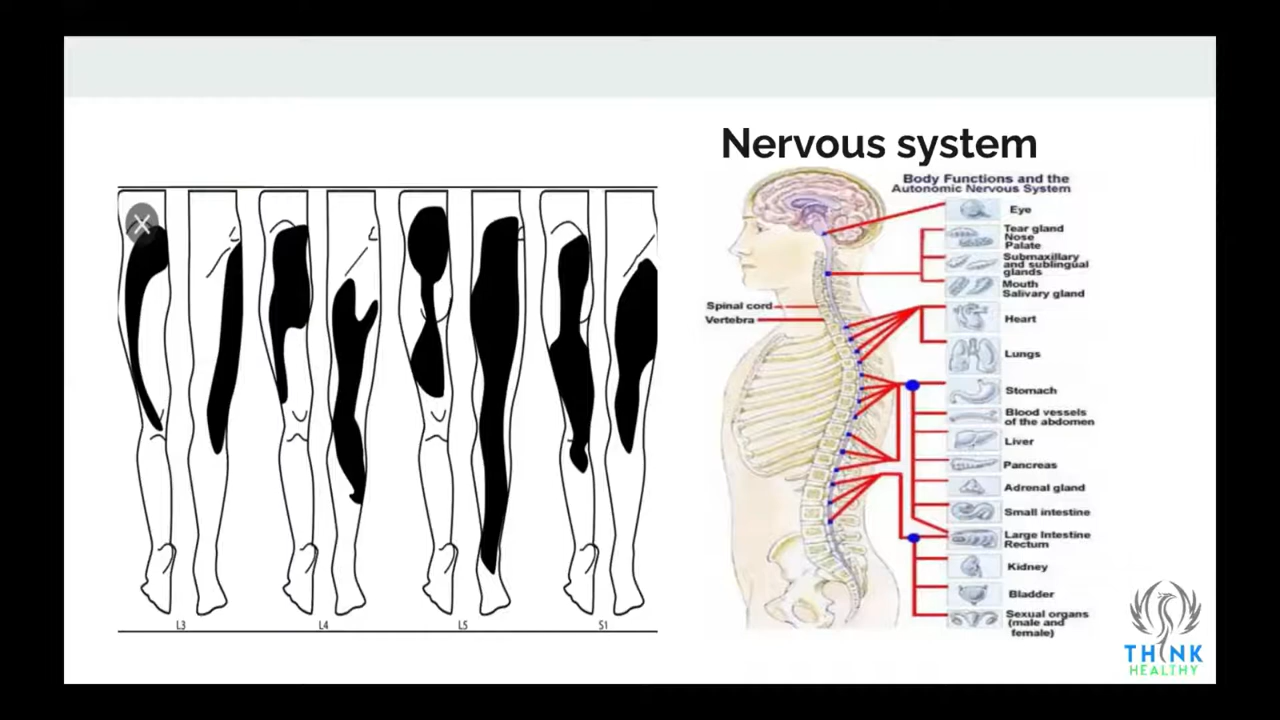 Nervous system
Body Functions and the
Autonomic Nervous System
Eye
Tear gland
Nose
Palate
Submaxillary
and sublingual
glands
Mouth
Salivary gland
Spinal cord
Vertebra
Heart
Lungs
Stomach
Blood vessels
of the abdomen
Liver
Pancreas
Adrenal gland
Small intestine
Large Intestine
Rectum
Kidney
Bladder
Sexual organs
(male and
female)
L3
L4
L5
S1
THINK
HEALTHY